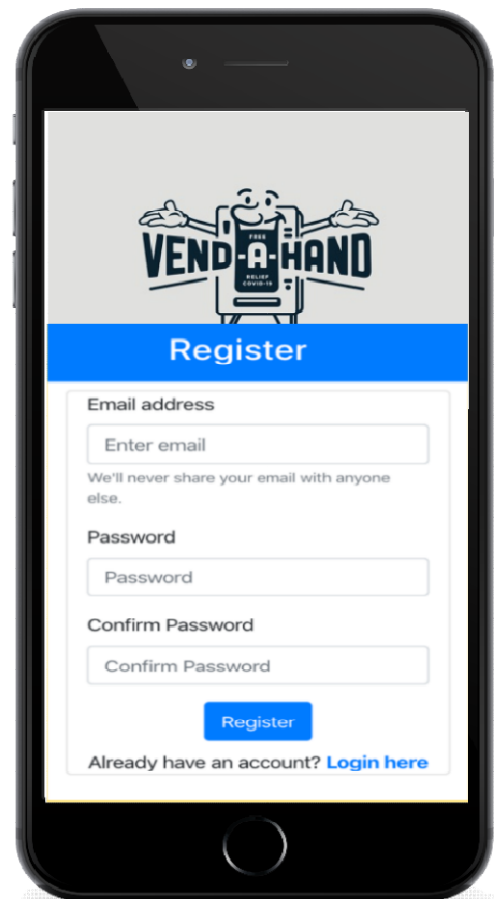 FREE
VEND-A-HAND
RELIEF
COVID-19
Register
Email address
Enter email
We'll never share your email with anyone
else.
Password
Password
Confirm Password
Confirm Password
Register
Already have an account? Login here